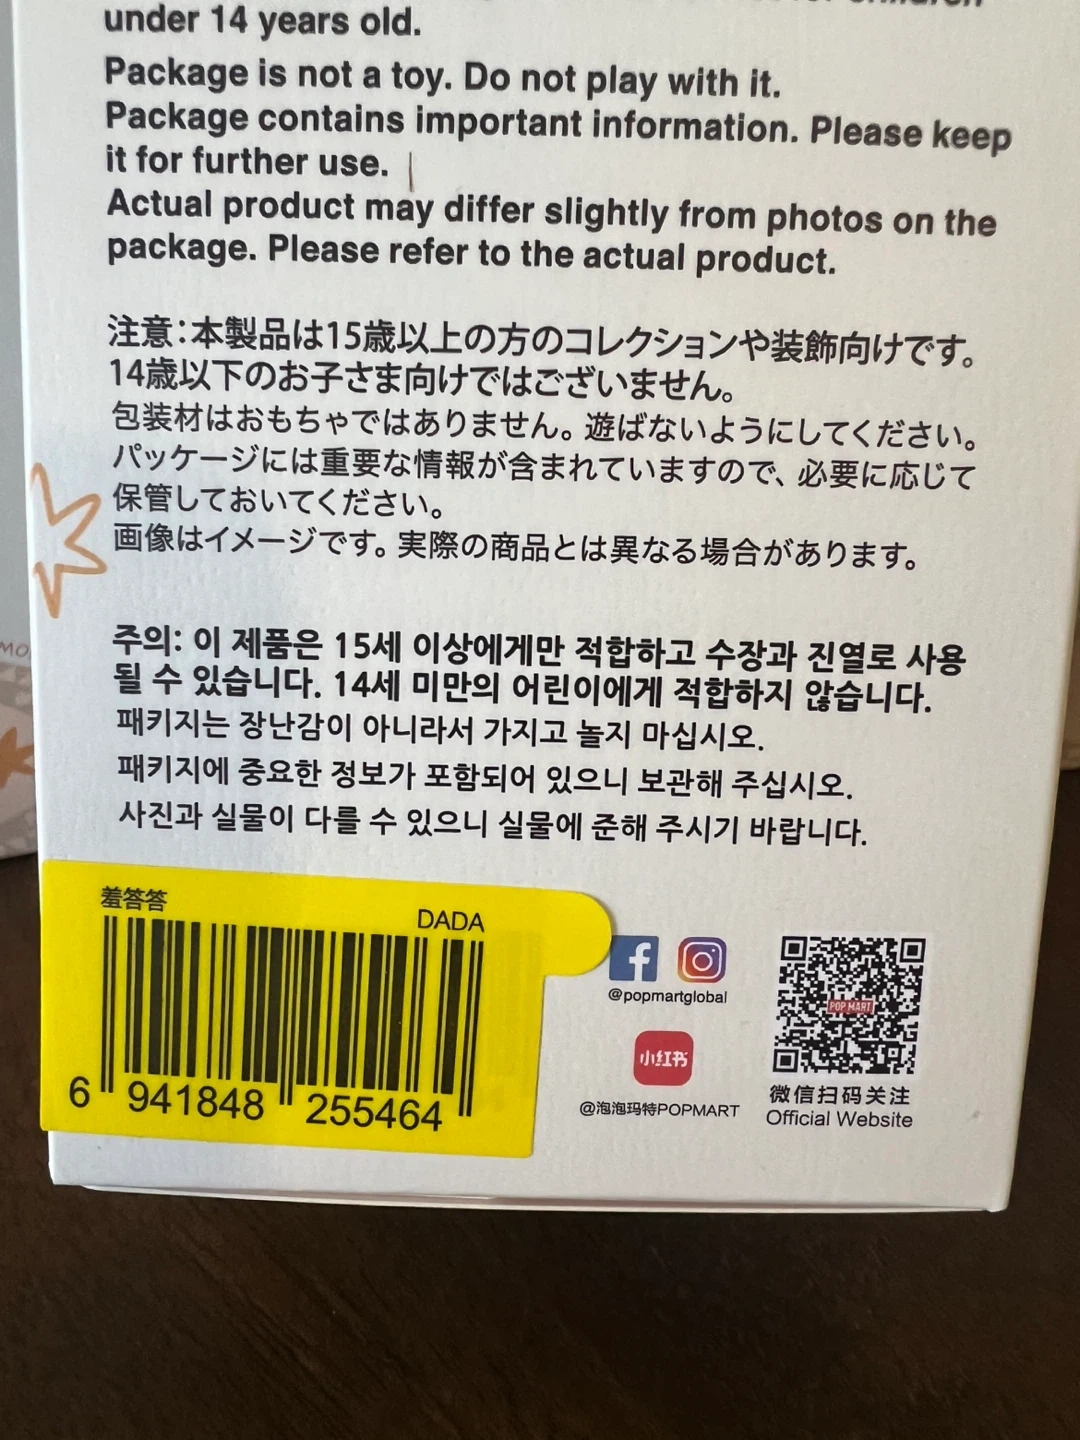 under 14 years old.
Package is not a toy. Do not play with it.
Package contains important information. Please keep
it for further use.
Actual product may differ slightly from photos on the
package. Please refer to the actual product.
注意：本製品は15歳以上の方のコレクションや装飾向けです。
14歳以下のお子さま向けではございません。
包装材はおもちゃではありません。遊ばないようにしてください。
パッケージには重要な情報が含まれていますので、必要に応じて
保管しておいてください。
画像はイメージです。実際の商品とは異なる場合があります。
주의: 이 제품은 15세 이상에게만 적합하고 수장과 진열로 사용
될 수 있습니다. 14세 미만의 어린이에게 적합하지 않습니다.
패키지는 장난감이 아니라서 가지고 놀지 마십시오.
패키지에 중요한 정보가 포함되어 있으니 보관해 주십시오.
사진과 실물이 다를 수 있으니 실물에 준해 주시기 바랍니다.
羞答答
DADA
6 941848 255464
@popmartglobal
小红书
@泡泡玛特POPMART
POP MART
微信扫码关注
Official Website